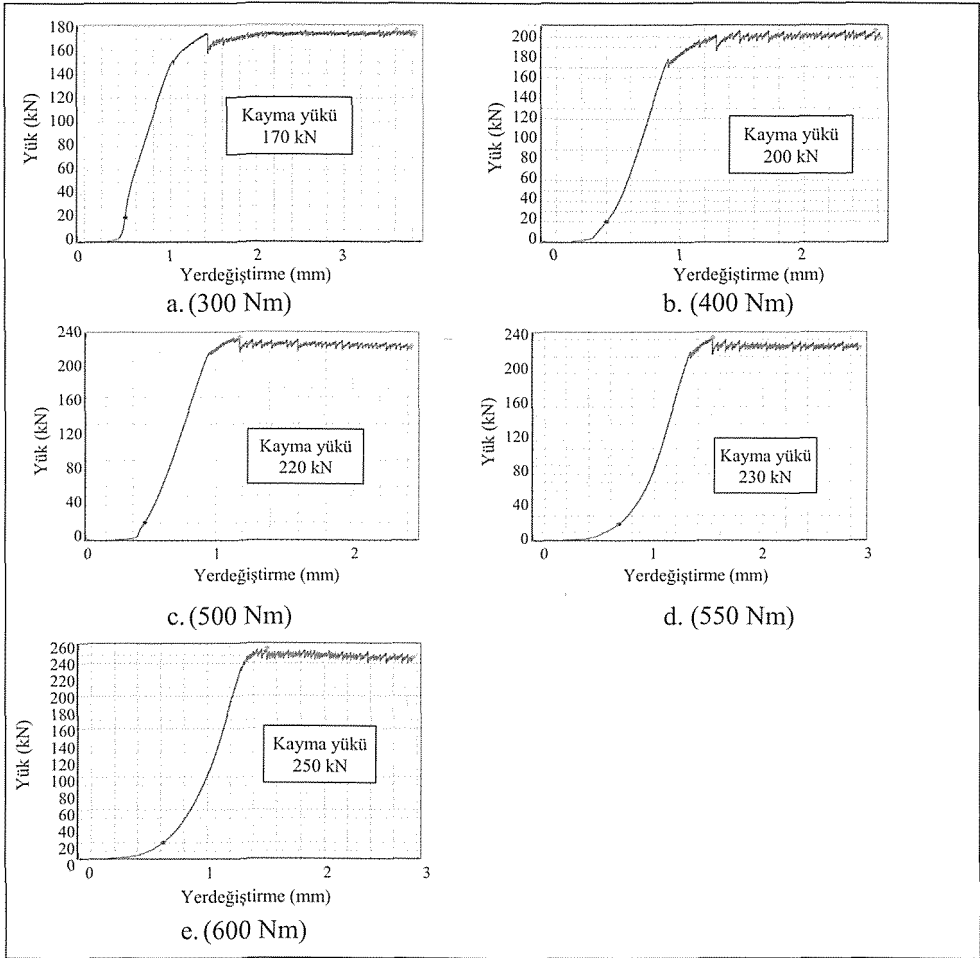 180
160
140
120
100
80
60
40
20
0
Yük (kN)
Kayma yükü
170 kN
1 2 3
Yerdeğiştirme (mm)
a. (300 Nm)
200
180
160
140
120
100
80
60
40
20
0
Yük (kN)
Kayma yükü
200 kN
0 1 2
Yerdeğiştirme (mm)
b. (400 Nm)
240
200
160
120
80
40
0
Yük (kN)
Kayma yükü
220 kN
0 1 2
Yerdeğiştirme (mm)
c. (500 Nm)
240
200
160
120
80
40
0
Yük (kN)
Kayma yükü
230 kN
0 1 2 3
Yerdeğiştirme (mm)
d. (550 Nm)
260
240
220
200
180
160
140
120
100
80
60
40
20
0
Yük (kN)
Kayma yükü
250 kN
0 1 2 3
Yerdeğiştirme (mm)
e. (600 Nm)